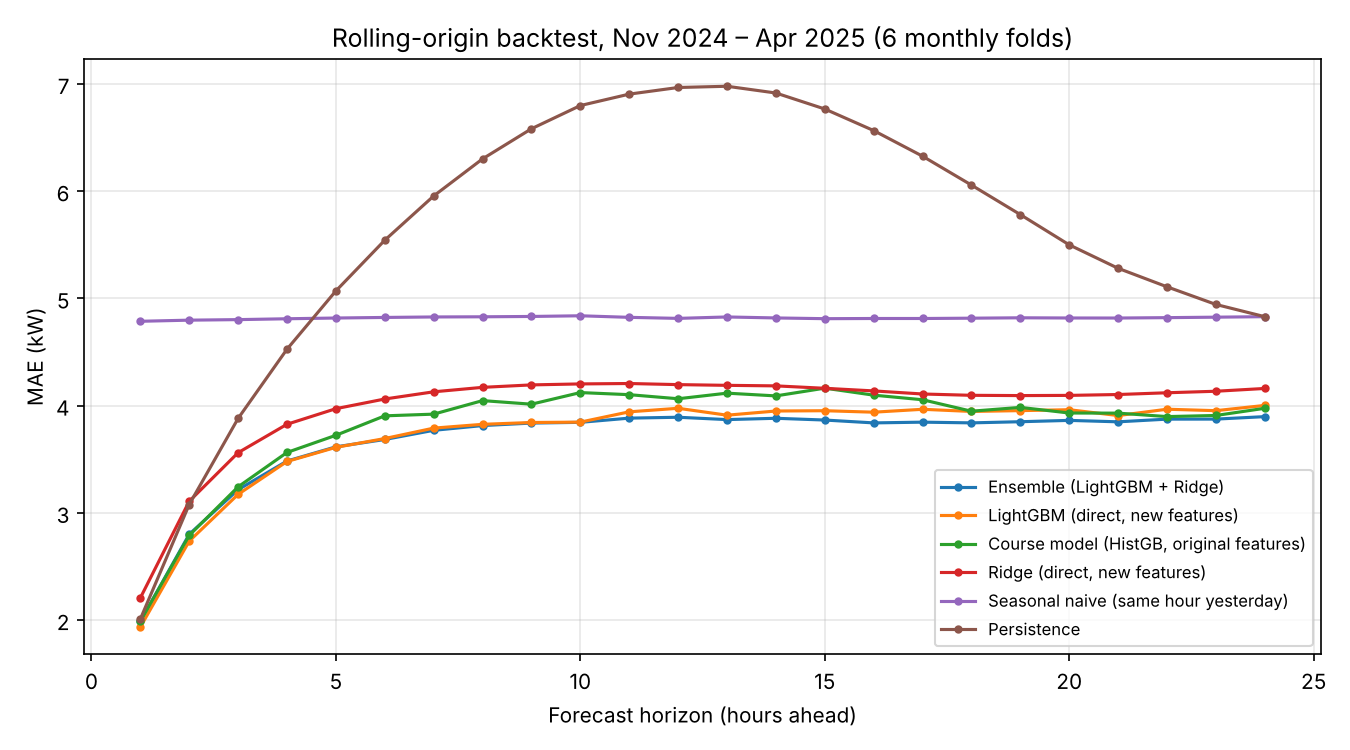 Rolling-origin backtest, Nov 2024 – Apr 2025 (6 monthly folds)
MAE (kW)
7
6
5
4
3
2
0 5 10 15 20 25
Forecast horizon (hours ahead)
Ensemble (LightGBM + Ridge)
LightGBM (direct, new features)
Course model (HistGB, original features)
Ridge (direct, new features)
Seasonal naive (same hour yesterday)
Persistence